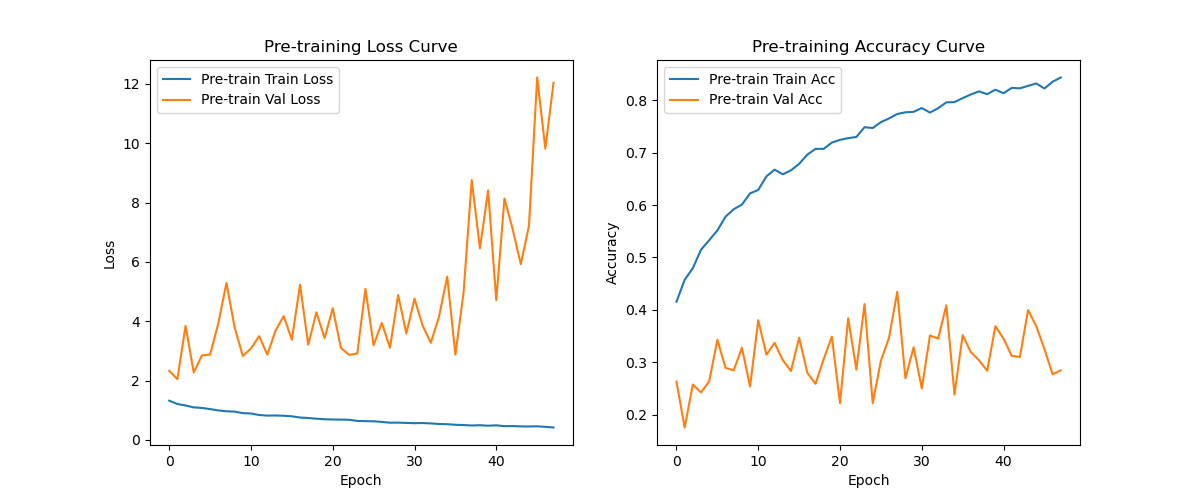 Pre-training Loss Curve
Pre-train Train Loss
Pre-train Val Loss
12
10
8
6
4
2
0
Loss
0
10
20
30
40
Epoch
Pre-training Accuracy Curve
Pre-train Train Acc
Pre-train Val Acc
0.8
0.7
0.6
0.5
0.4
0.3
0.2
Accuracy
0
10
20
30
40
Epoch